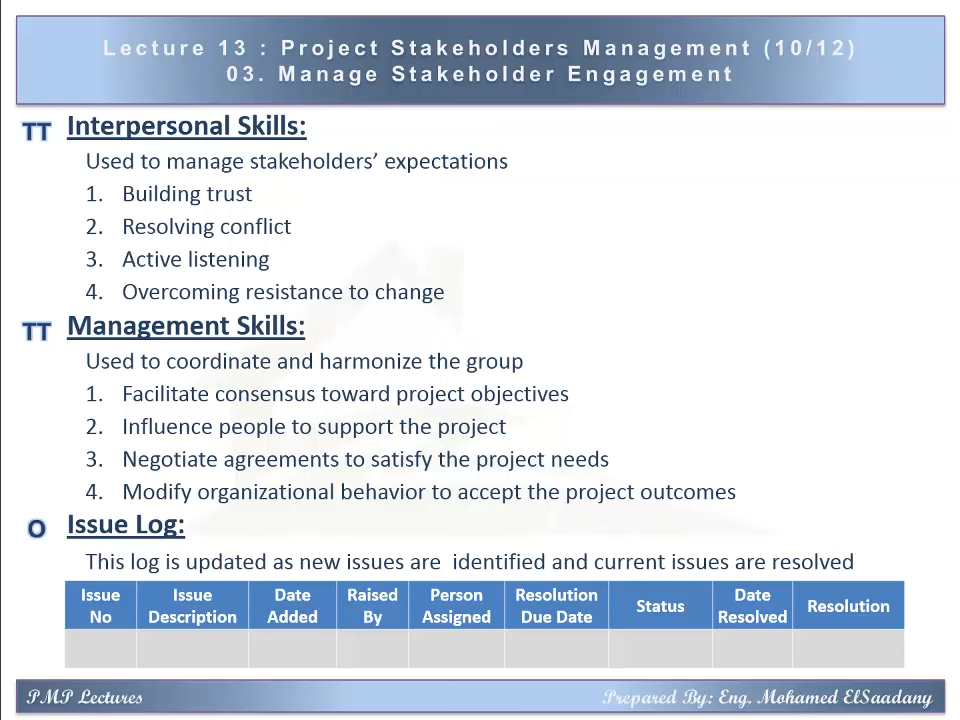 Lecture 13 : Project Stakeholders Management (10/12)
03. Manage Stakeholder Engagement
TT Interpersonal Skills:
Used to manage stakeholders’ expectations
1. Building trust
2. Resolving conflict
3. Active listening
4. Overcoming resistance to change
TT Management Skills:
Used to coordinate and harmonize the group
1. Facilitate consensus toward project objectives
2. Influence people to support the project
3. Negotiate agreements to satisfy the project needs
4. Modify organizational behavior to accept the project outcomes
O Issue Log:
This log is updated as new issues are identified and current issues are resolved
Issue No
Issue Description
Date Added
Raised By
Person Assigned
Resolution Due Date
Status
Date Resolved
Resolution
PMP Lectures
Prepared By: Eng. Mohamed ElSaadany